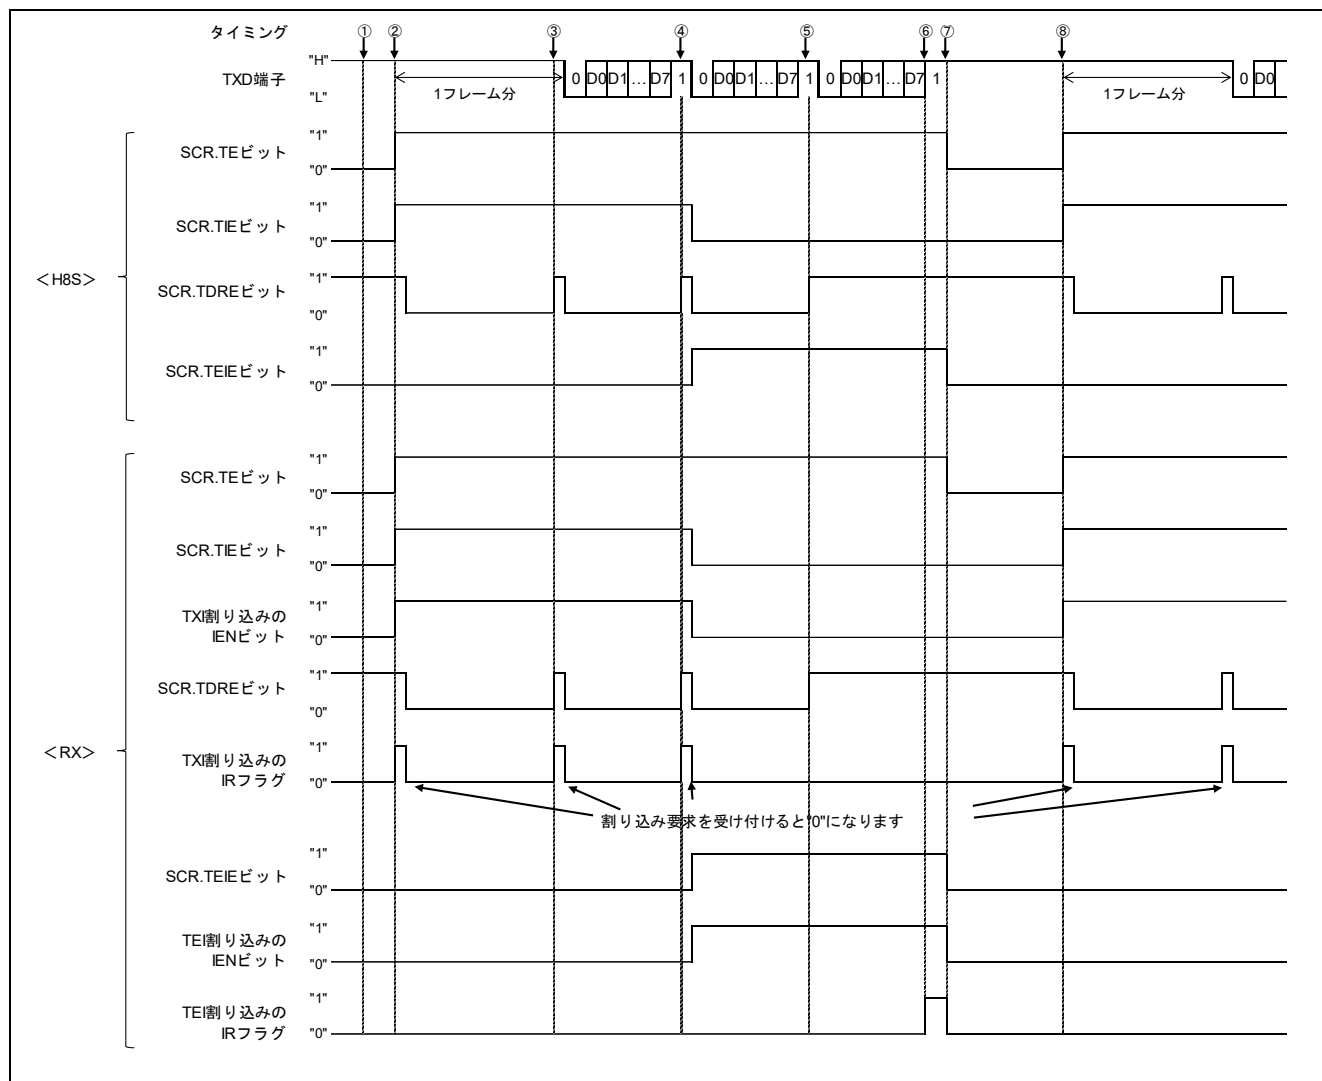 タイミング ① ② ③ ④ ⑤ ⑥ ⑦ ⑧
TXD端子 "H" "L" 1フレーム分 0 D0 D1 … D7 1 0 D0 D1 … D7 1 0 D0 D1 … D7 1 1フレーム分 0 D0
＜H8S＞
SCR.TEビット "1" "0"
SCR.TIEビット "1" "0"
SCR.TDREビット "1" "0"
SCR.TEIEビット "1" "0"
＜RX＞
SCR.TEビット "1" "0"
SCR.TIEビット "1" "0"
TXI割り込みの
IENビット "1" "0"
SCR.TDREビット "1" "0"
TXI割り込みの
IRフラグ "1" "0"
割り込み要求を受け付けると"0"になります
SCR.TEIEビット "1" "0"
TEI割り込みの
IENビット "1" "0"
TEI割り込みの
IRフラグ "1" "0"